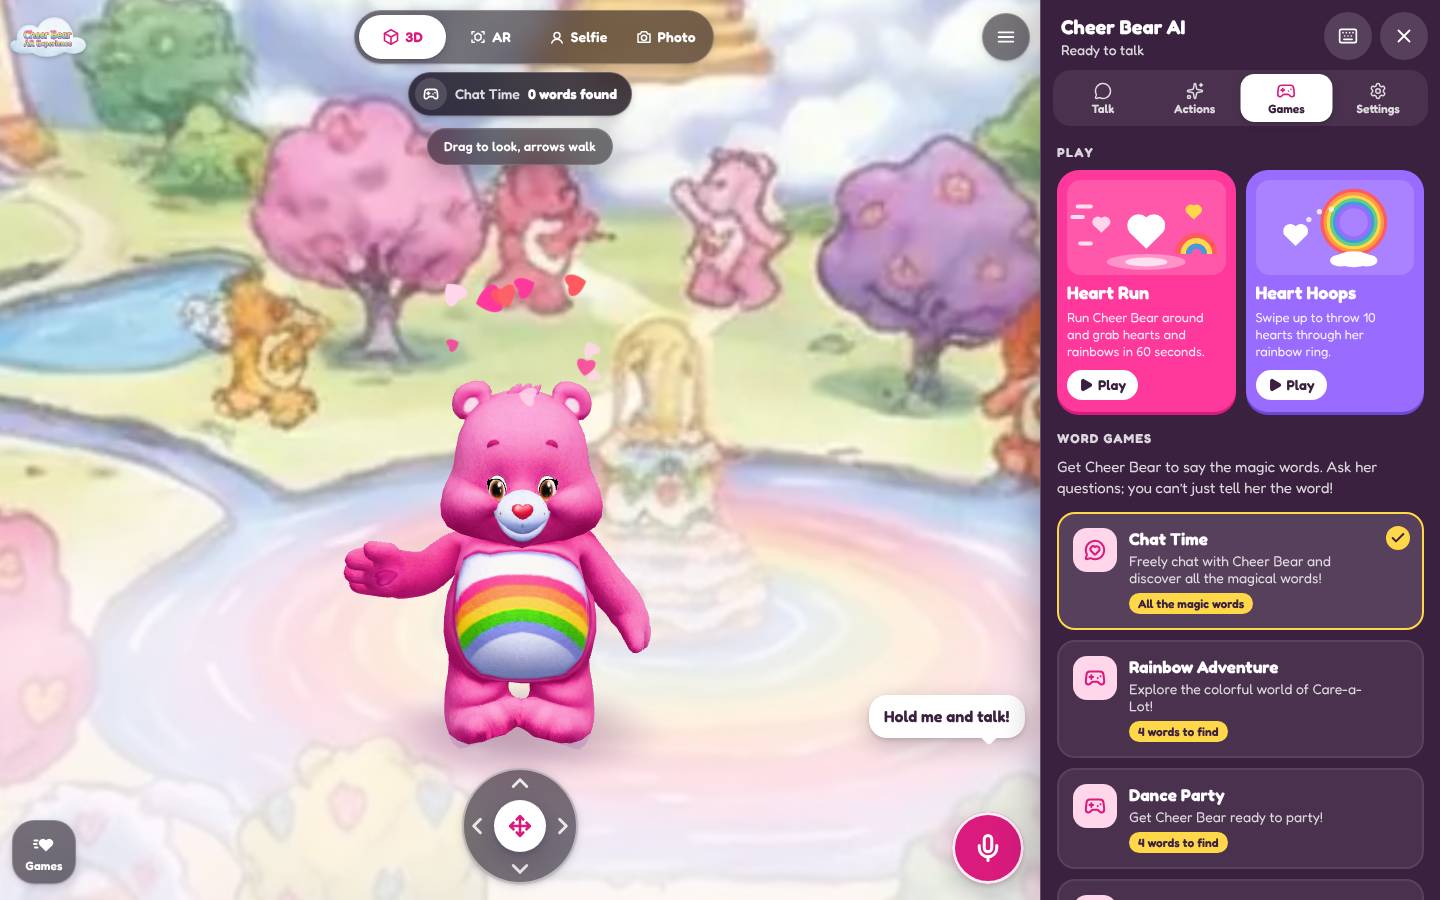 Cheer Bear
AR Experience
3D
AR
Selfie
Photo
Chat Time 0 words found
Drag to look, arrows walk
Hold me and talk!
Games
Cheer Bear AI
Ready to talk
Talk
Actions
Games
Settings
PLAY
Heart Run
Run Cheer Bear around
and grab hearts and
rainbows in 60 seconds.
Play
Heart Hoops
Swipe up to throw 10
hearts through her
rainbow ring.
Play
WORD GAMES
Get Cheer Bear to say the magic words. Ask her
questions; you can't just tell her the word!
Chat Time
Freely chat with Cheer Bear and
discover all the magical words!
All the magic words
Rainbow Adventure
Explore the colorful world of Care-a-
Lot!
4 words to find
Dance Party
Get Cheer Bear ready to party!
4 words to find